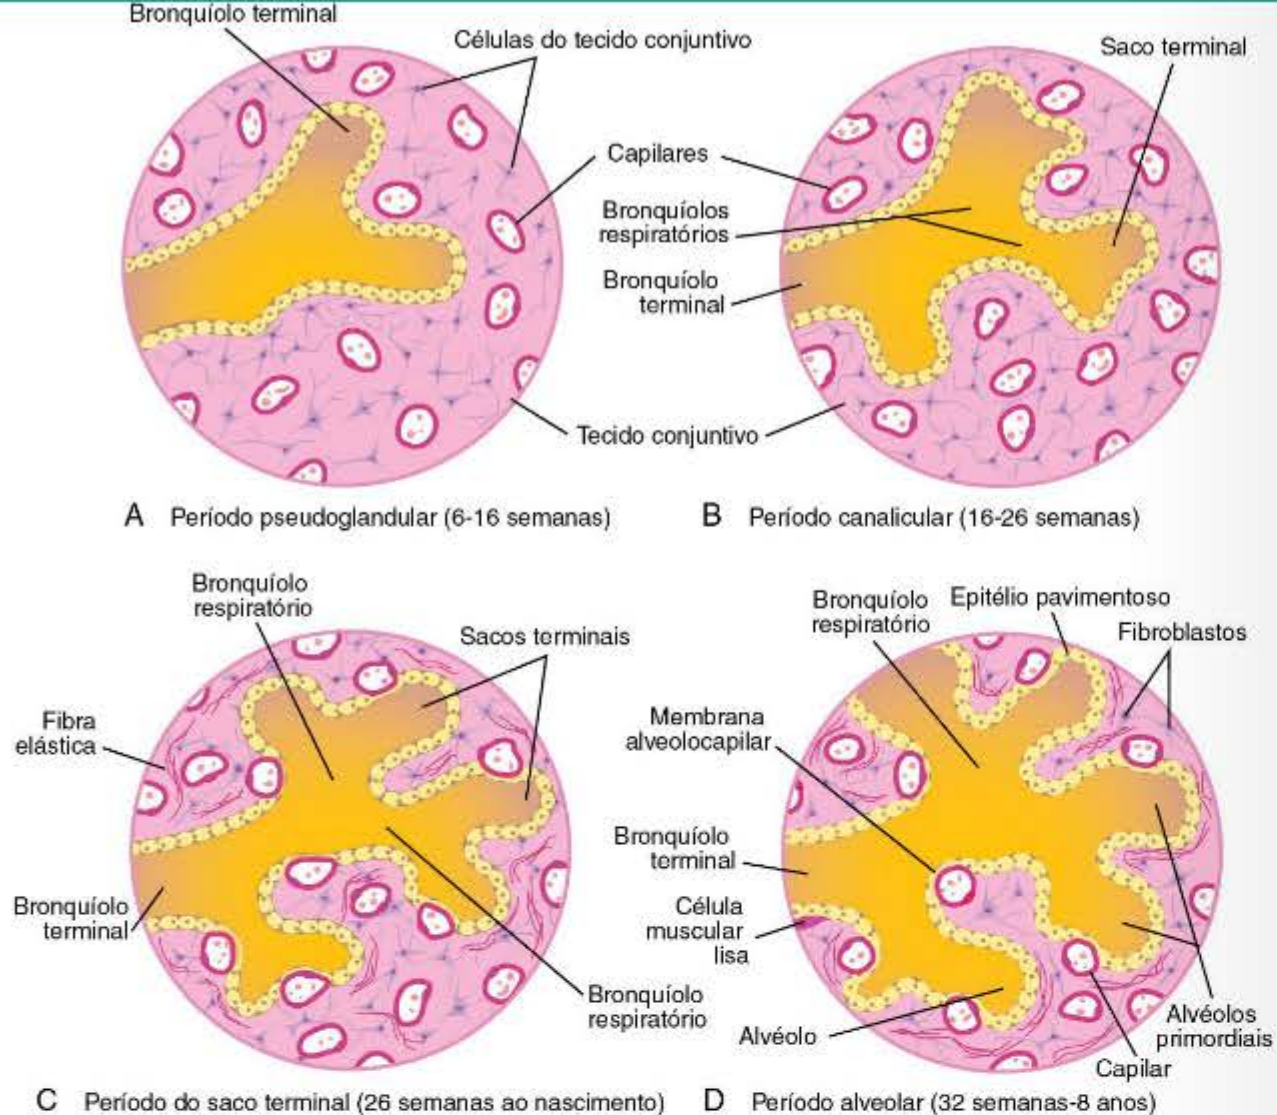 Bronquíolo terminal
Células do tecido conjuntivo
Saco terminal
Capilares
Bronquíolos
respiratórios
Bronquíolo
terminal
Tecido conjuntivo
A Período pseudoglandular (6-16 semanas)
B Período canalicular (16-26 semanas)
Bronquíolo
respiratório
Sacos terminais
Fibra
elástica
Bronquíolo
terminal
Bronquíolo
respiratório
C Período do saco terminal (26 semanas ao nascimento)
Bronquíolo
respiratório
Epitélio pavimentoso
Fibroblastos
Membrana
alveolocapilar
Bronquíolo
terminal
Célula
muscular
lisa
Alvéolo
Alvéolos
primordiais
Capilar
D Período alveolar (32 semanas-8 anos)